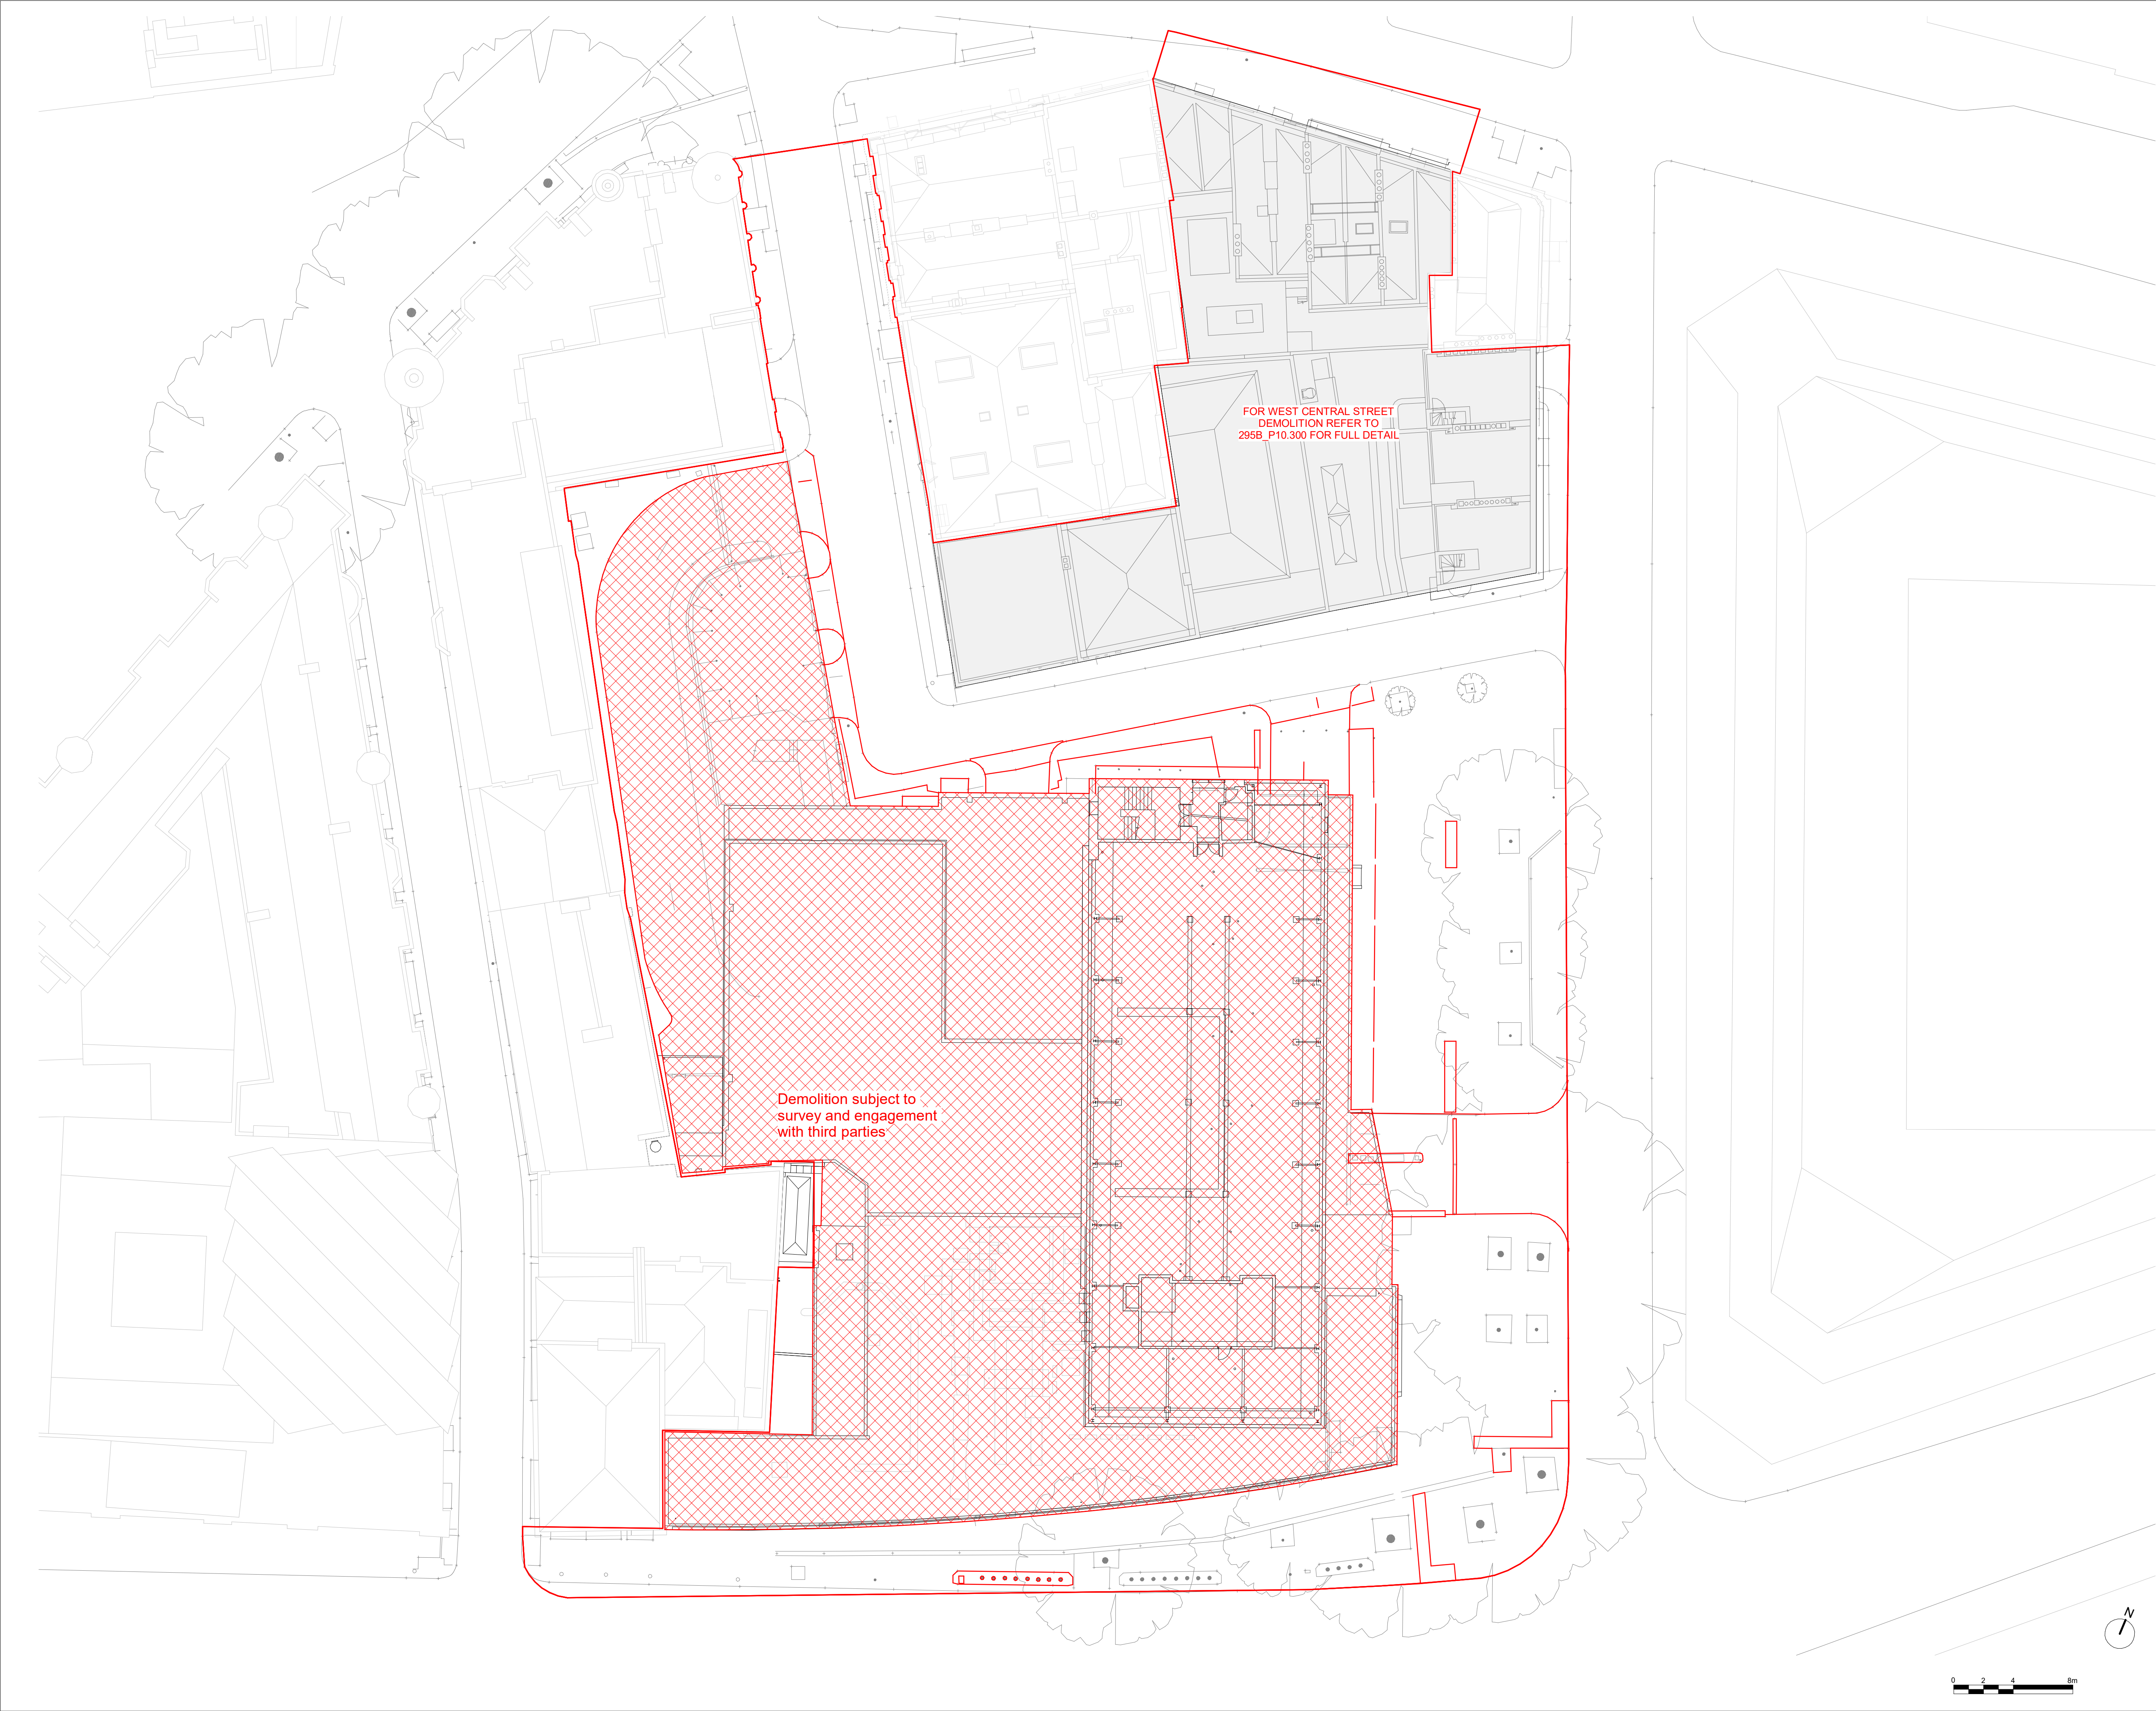 FOR WEST CENTRAL STREET
DEMOLITION REFER TO
295B_P10.300 FOR FULL DETAIL
Demolition subject to
survey and engagement
with third parties
N
0 2 4 8m